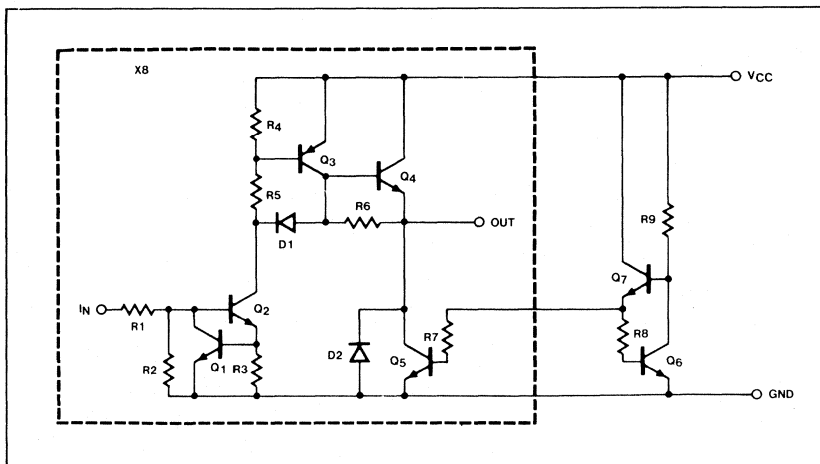 X8
VCC
R4
Q3
Q4
R5
R6
D1
OUT
R9
Q7
IN
R1
Q2
R7
R8
D2
Q5
Q6
R2
Q1
R3
GND